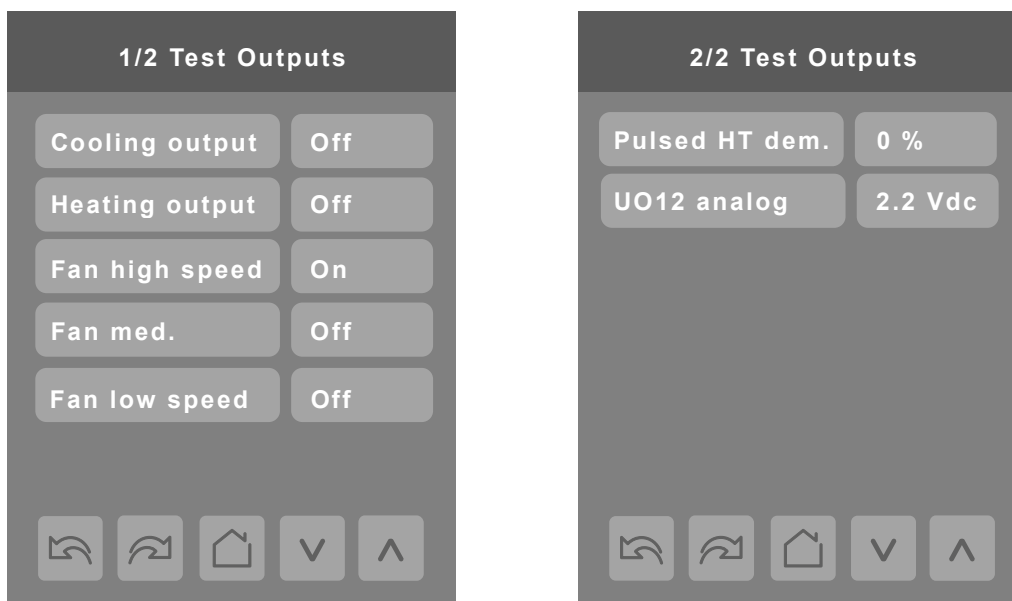 1/2 Test Outputs
Cooling output Off
Heating output Off
Fan high speed On
Fan med. Off
Fan low speed Off
2/2 Test Outputs
Pulsed HT dem. 0 %
UO12 analog 2.2 Vdc